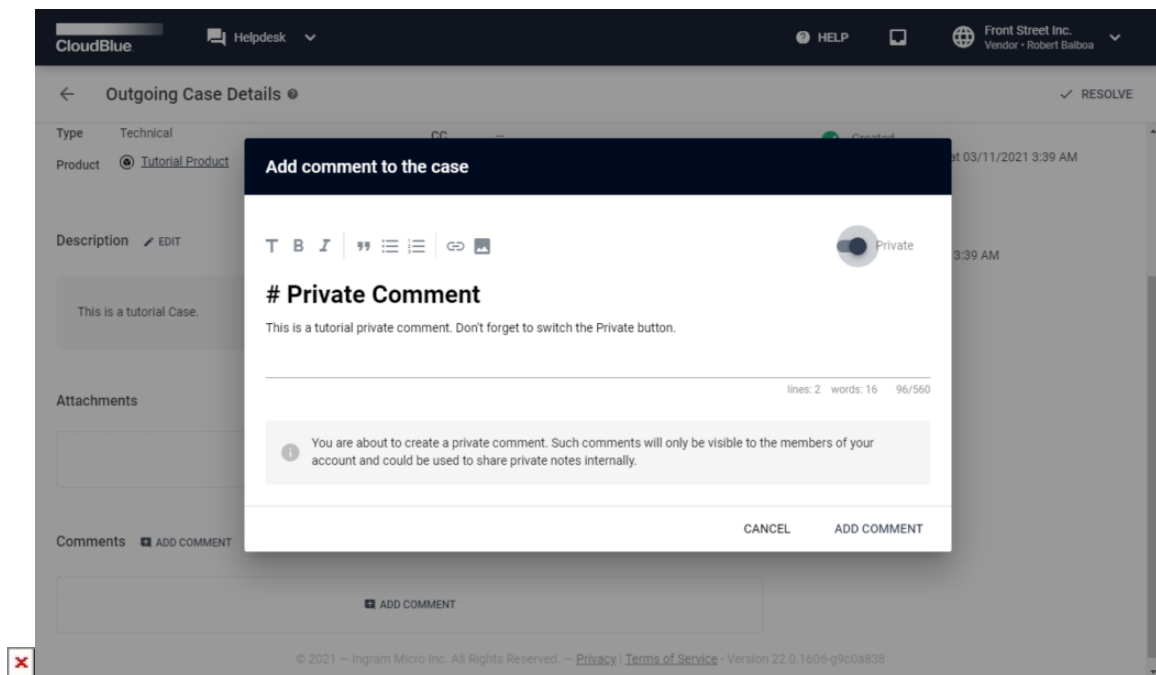 CloudBlue.
Helpdesk
HELP
Front Street Inc.
Vendor • Robert Balboa
Outgoing Case Details
RESOLVE
Type Technical
CC —
Created
Product Tutorial Product
at 03/11/2021 3:39 AM
Add comment to the case
Description EDIT
T B I
Private
3:39 AM
# Private Comment
This is a tutorial Case.
This is a tutorial private comment. Don't forget to switch the Private button.
lines: 2 words: 16 96/560
Attachments
You are about to create a private comment. Such comments will only be visible to the members of your
account and could be used to share private notes internally.
CANCEL ADD COMMENT
Comments ADD COMMENT
ADD COMMENT
© 2021 — Ingram Micro Inc. All Rights Reserved. — Privacy | Terms of Service - Version 22.0.1606-g9c0a838